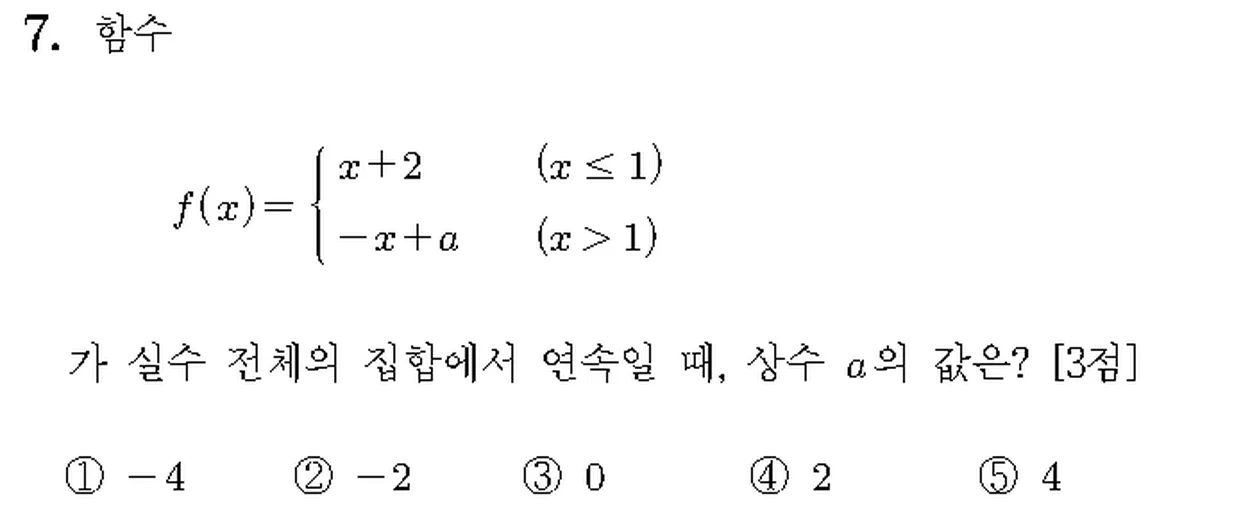 7. 함수
f(x) = { x+2 (x ≤ 1)
-x+a (x > 1)
가 실수 전체의 집합에서 연속일 때, 상수 a의 값은? [3점]
① -4 ② -2 ③ 0 ④ 2 ⑤ 4